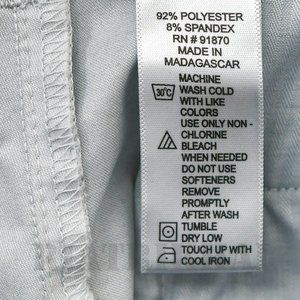 92% POLYESTER
8% SPANDEX
RN # 91870
MADE IN
MADAGASCAR
MACHINE
30°C WASH COLD
WITH LIKE
COLORS
USE ONLY NON -
CHLORINE
BLEACH
WHEN NEEDED
DO NOT USE
SOFTENERS
REMOVE
PROMPTLY
AFTER WASH
TUMBLE
DRY LOW
TOUCH UP WITH
COOL IRON